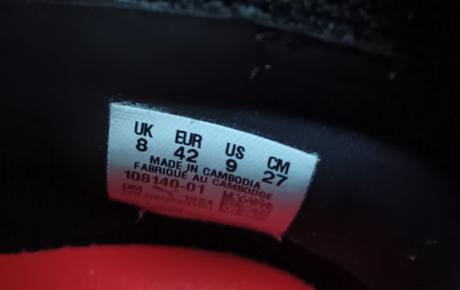 UK EUR US CM
8 42 9 27
MADE IN CAMBODIA
FABRIQUE AU CAMBODGE
108140-01